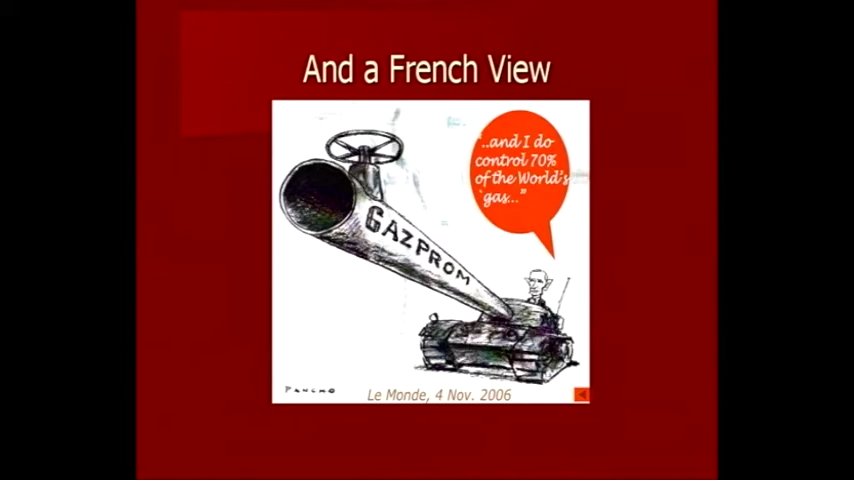 And a French View
"..and I do
control 70%
of the World's
gas..."
GAZPROM
PANCHO
Le Monde, 4 Nov. 2006